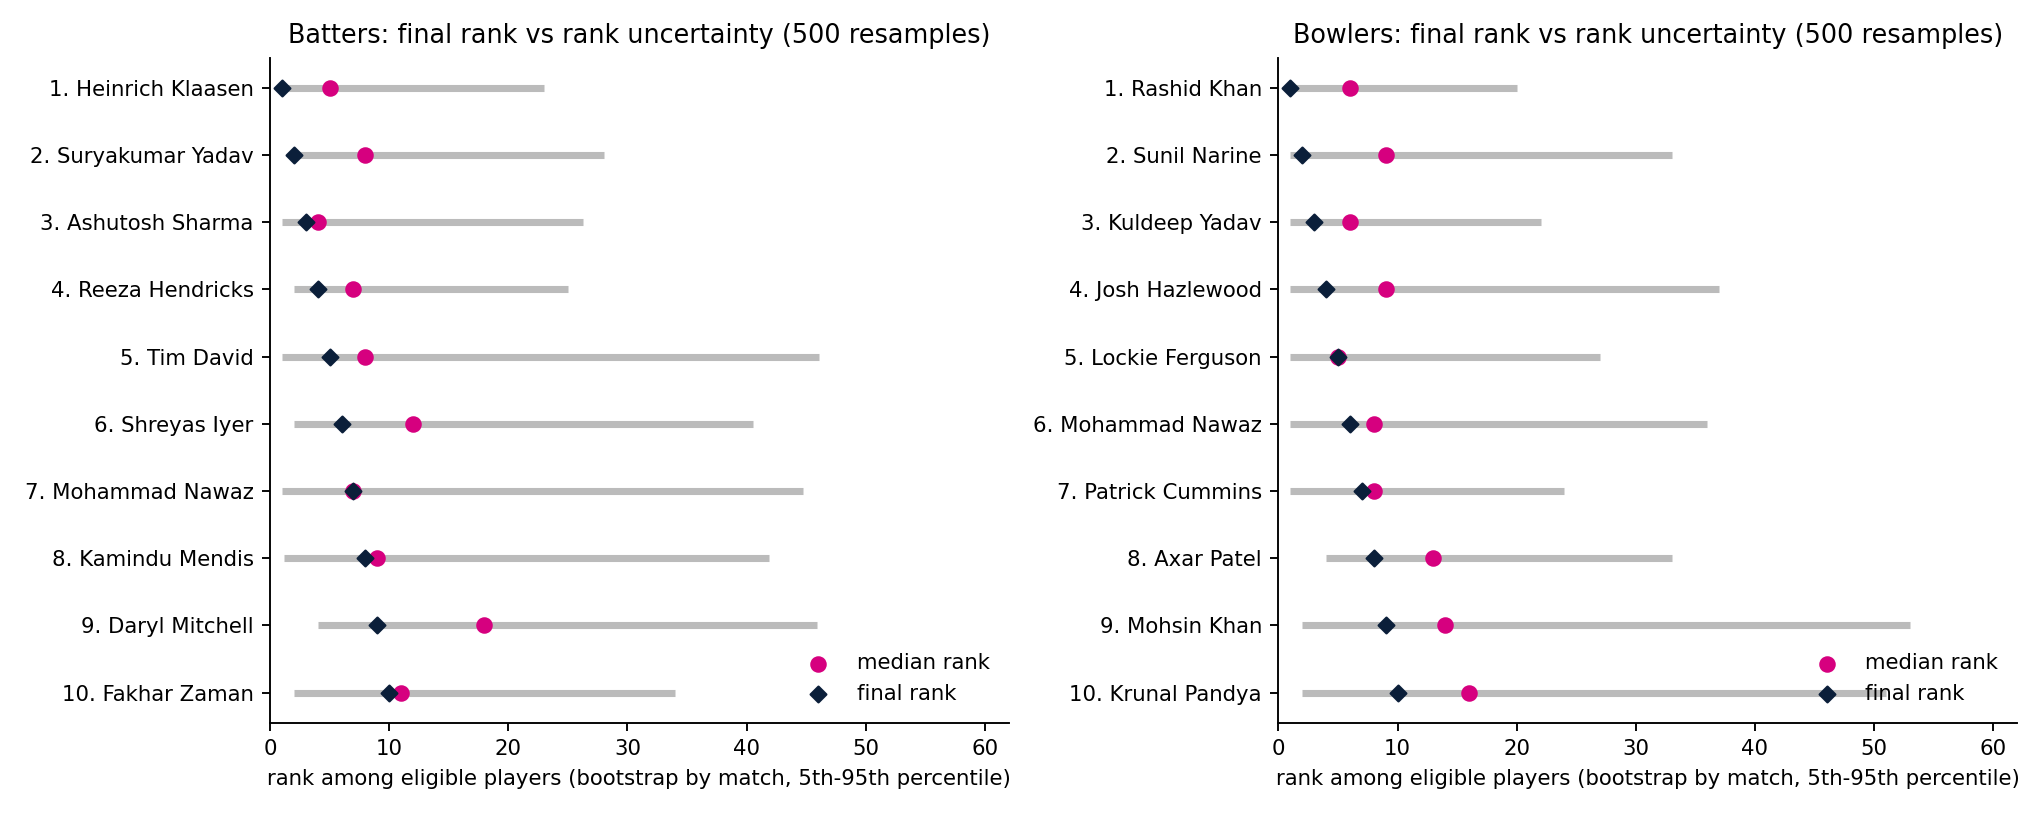 Batters: final rank vs rank uncertainty (500 resamples)
1. Heinrich Klaasen
2. Suryakumar Yadav
3. Ashutosh Sharma
4. Reeza Hendricks
5. Tim David
6. Shreyas Iyer
7. Mohammad Nawaz
8. Kamindu Mendis
9. Daryl Mitchell
10. Fakhar Zaman
median rank
final rank
0 10 20 30 40 50 60
rank among eligible players (bootstrap by match, 5th-95th percentile)
Bowlers: final rank vs rank uncertainty (500 resamples)
1. Rashid Khan
2. Sunil Narine
3. Kuldeep Yadav
4. Josh Hazlewood
5. Lockie Ferguson
6. Mohammad Nawaz
7. Patrick Cummins
8. Axar Patel
9. Mohsin Khan
10. Krunal Pandya
median rank
final rank
0 10 20 30 40 50 60
rank among eligible players (bootstrap by match, 5th-95th percentile)